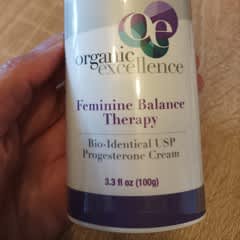 oe
organic
excellence
Feminine Balance
Therapy
Bio-Identical USP
Progesterone Cream
3.3 fl oz (100g)